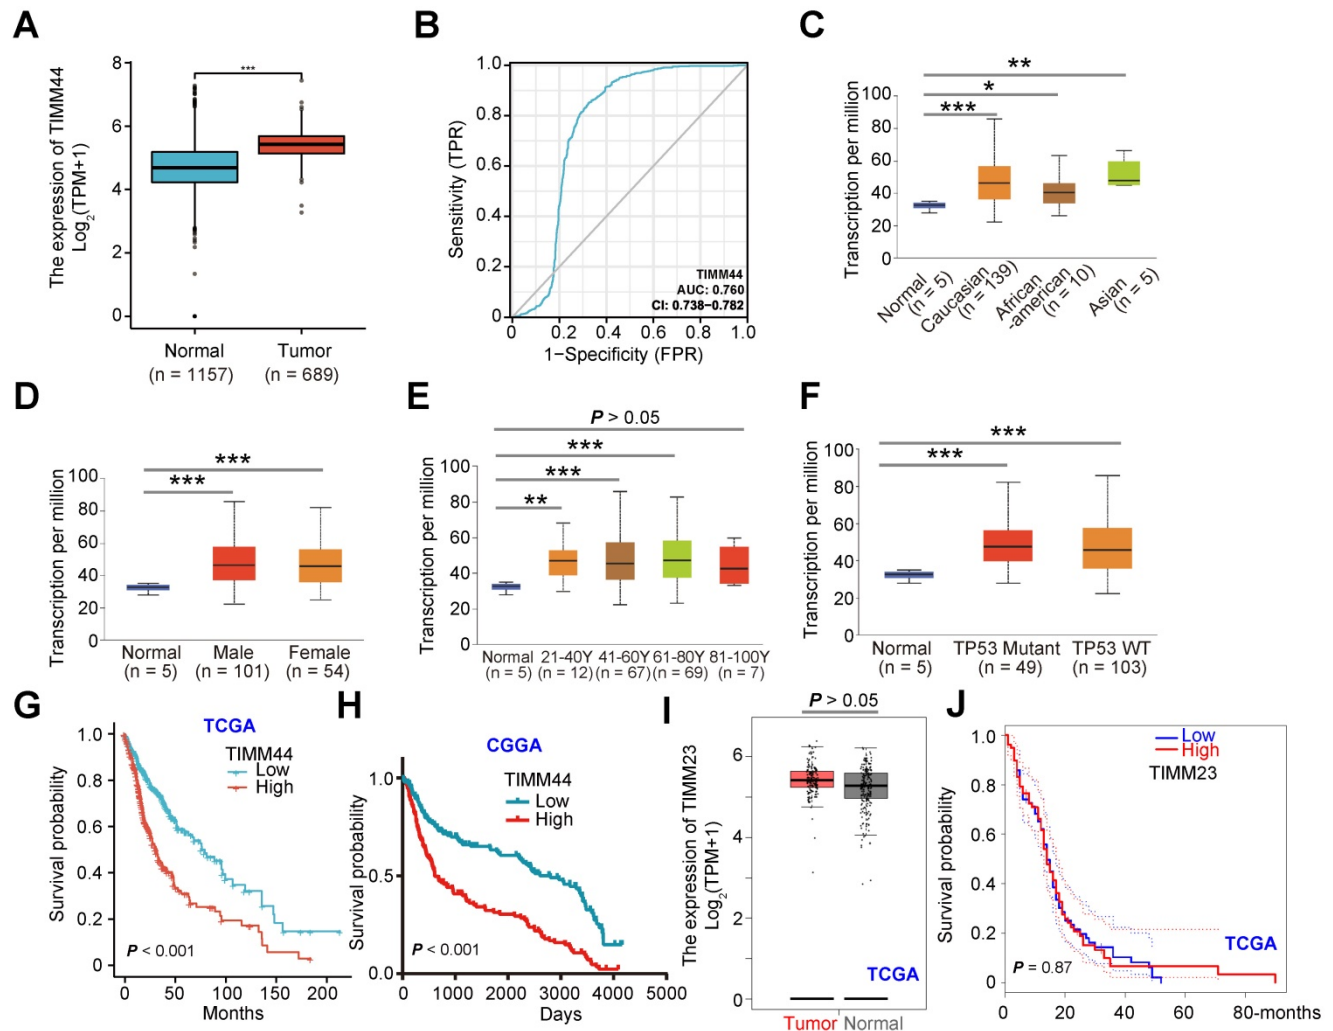 A
The expression of TIMM44
Log2(TPM+1)
8
6
4
2
0
***
Normal
(n = 1157)
Tumor
(n = 689)
B
Sensitivity (TPR)
1.0
0.8
0.6
0.4
0.2
0
0.2
0.4
0.6
0.8
1.0
TIMM44
AUC: 0.760
CI: 0.738–0.782
1–Specificity (FPR)
C
Transcription per million
100
80
60
40
20
0
**
*
***
Normal
(n = 5)
Caucasian
(n = 139)
African
-american
(n = 10)
Asian
(n = 5)
D
Transcription per million
100
80
60
40
20
0
***
***
Normal
(n = 5)
Male
(n = 101)
Female
(n = 54)
E
Transcription per million
100
80
60
40
20
0
P > 0.05
***
***
**
Normal
(n = 5)
21-40Y
(n = 12)
41-60Y
(n = 67)
61-80Y
(n = 69)
81-100Y
(n = 7)
F
Transcription per million
100
80
60
40
20
0
***
***
Normal
(n = 5)
TP53 Mutant
(n = 49)
TP53 WT
(n = 103)
G
TCGA
TIMM44
Low
High
Survival probability
1.0
0.8
0.6
0.4
0.2
0
P < 0.001
0 50 100 150 200
Months
H
CGGA
TIMM44
Low
High
Survival probability
1.0
0.5
0.0
P < 0.001
0 1000 2000 3000 4000 5000
Days
I
P > 0.05
The expression of TIMM23
Log2(TPM+1)
6
4
2
0
TCGA
Tumor Normal
J
Low
High
TIMM23
Survival probability
1.0
0.8
0.6
0.4
0.2
0
TCGA
P = 0.87
0 20 40 60 80-months